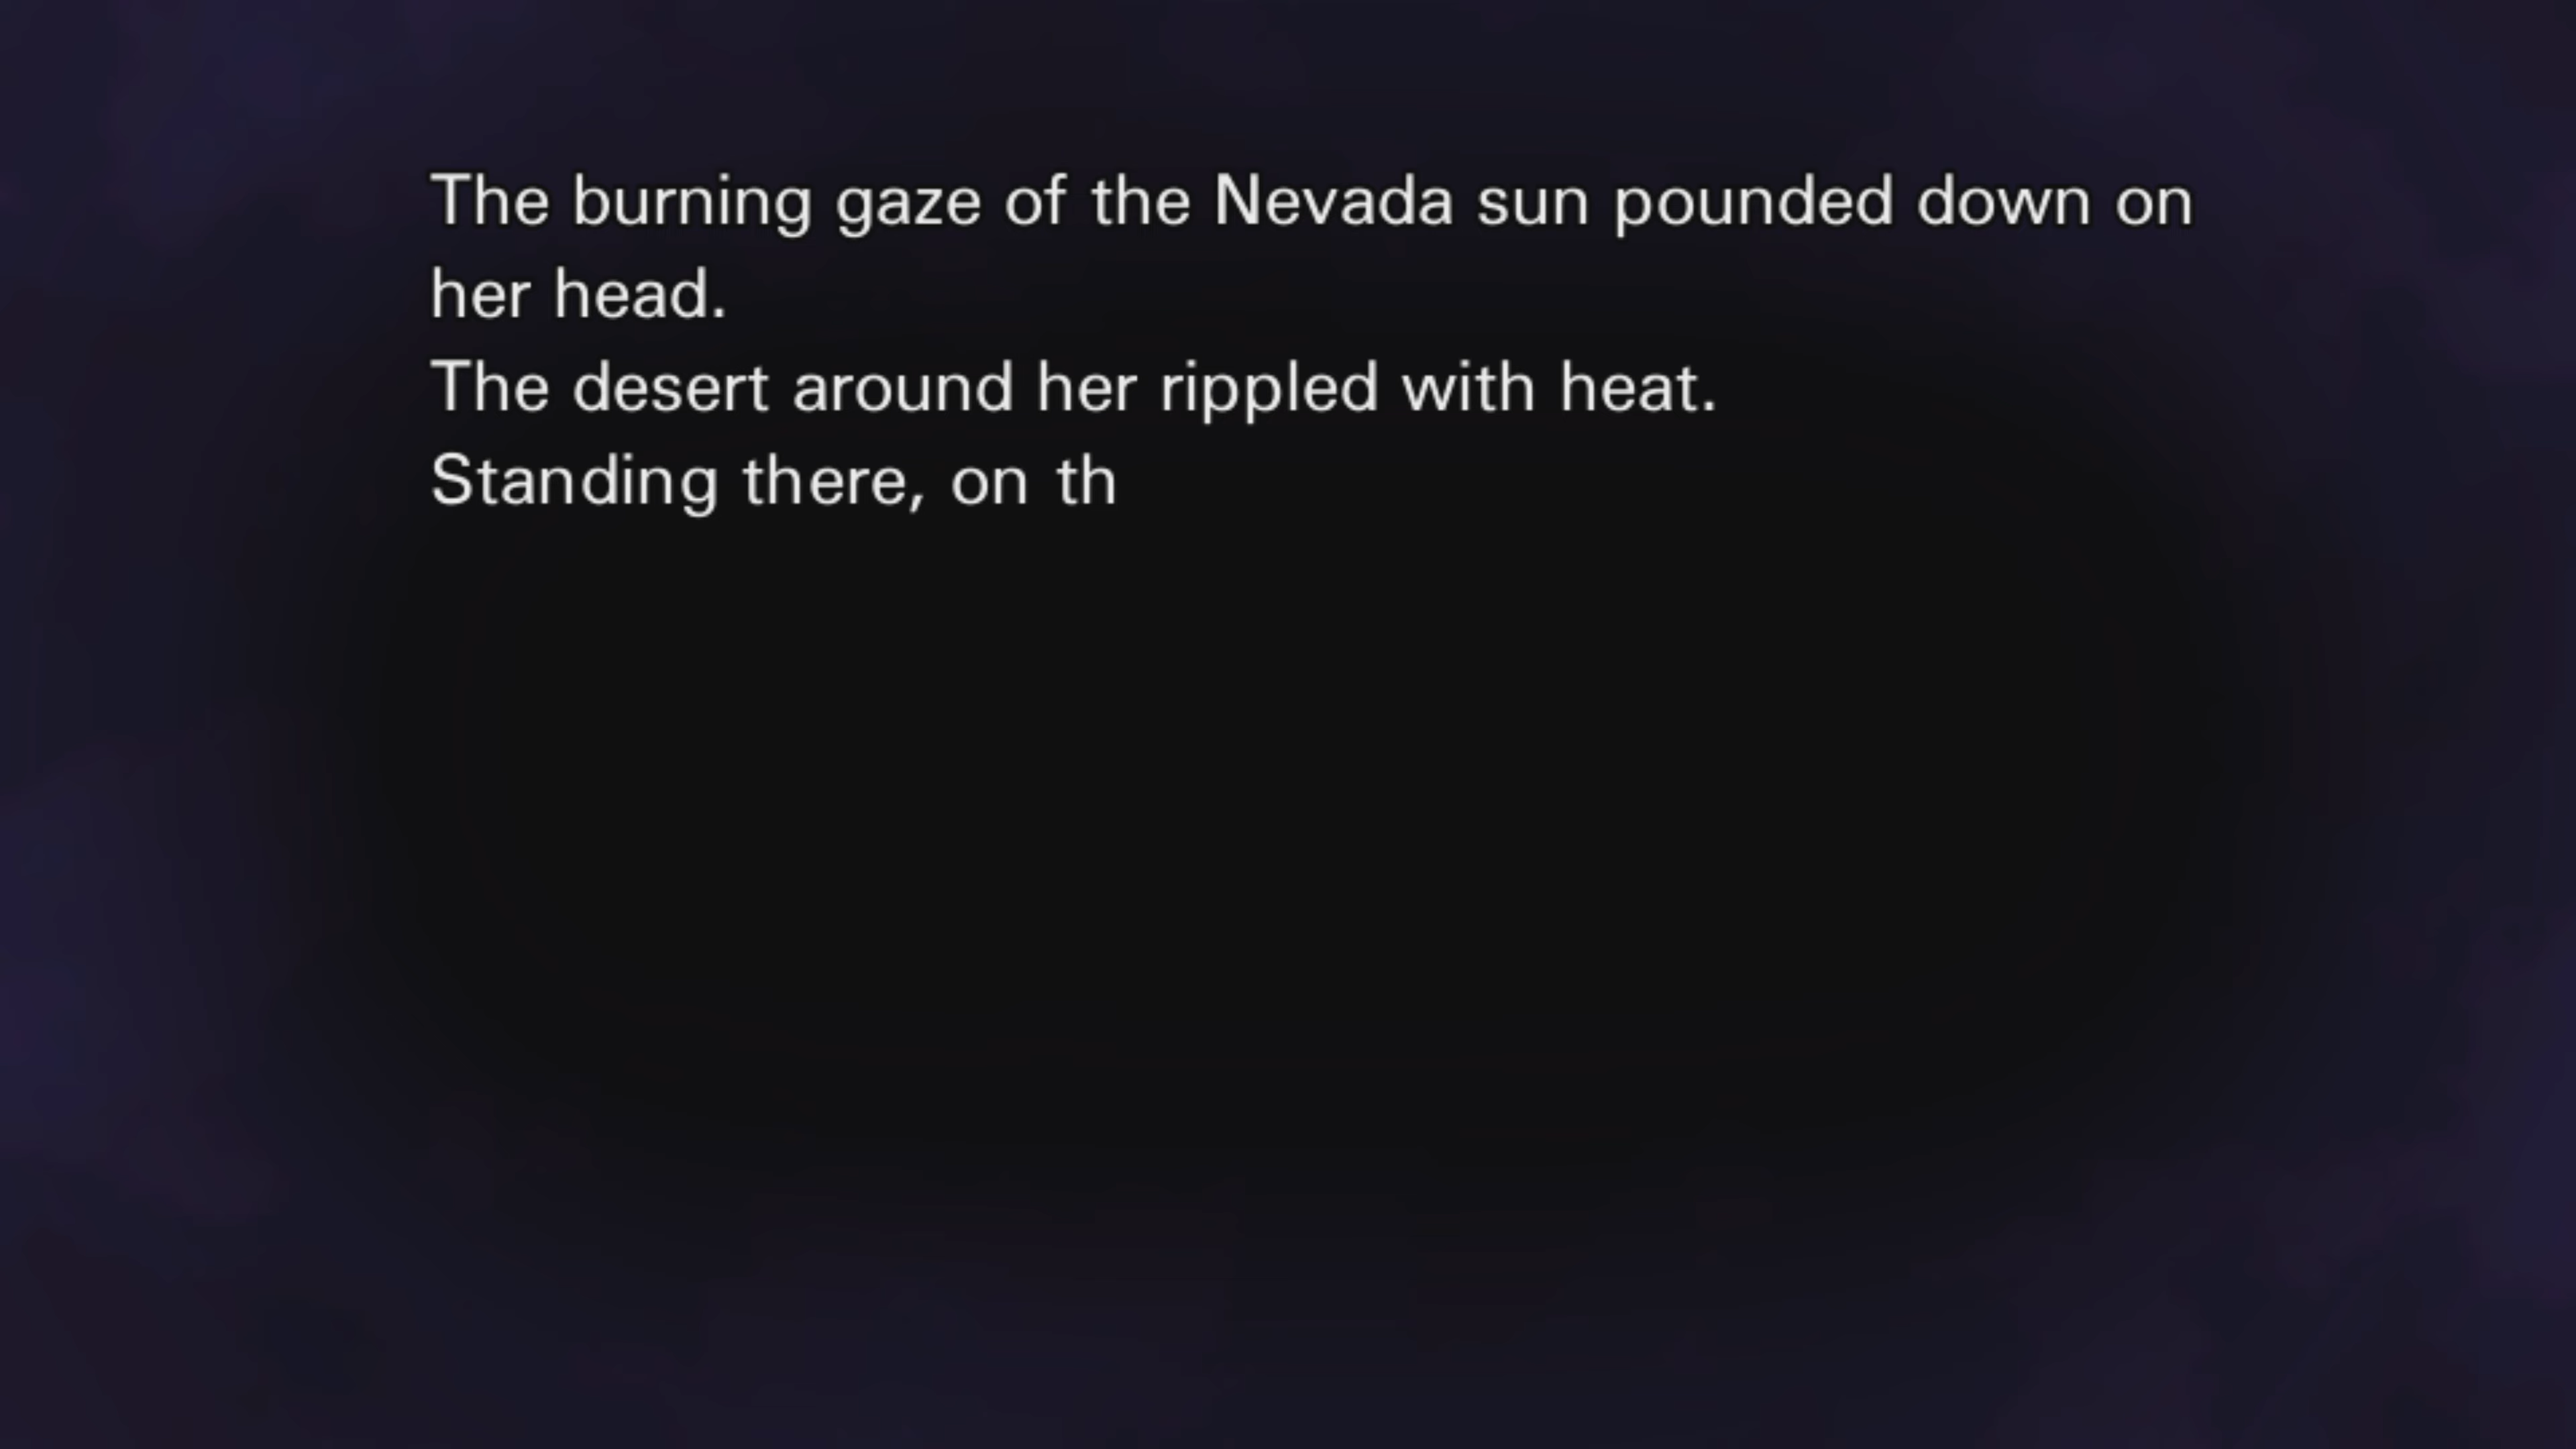 The burning gaze of the Nevada sun pounded down on
her head.
The desert around her rippled with heat.
Standing there, on th